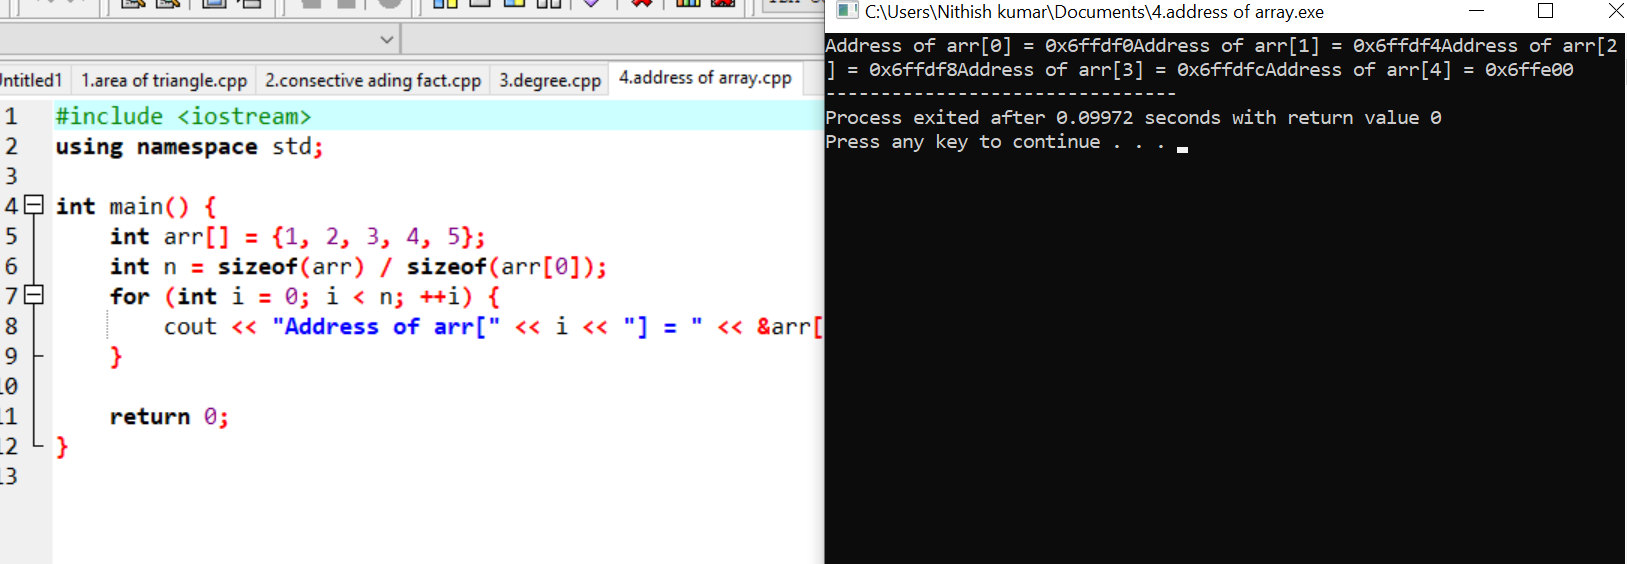 C:\Users\Nithish kumar\Documents\4.address of array.exe
ntitled1 1.area of triangle.cpp 2.consective ading fact.cpp 3.degree.cpp 4.address of array.cpp
1 #include <iostream>
2 using namespace std;
3
4 int main() {
5 int arr[] = {1, 2, 3, 4, 5};
6 int n = sizeof(arr) / sizeof(arr[0]);
7 for (int i = 0; i < n; ++i) {
8 cout << "Address of arr[" << i << "] = " << &arr[
9 }
10
11 return 0;
12 }
13
Address of arr[0] = 0x6ffdf0Address of arr[1] = 0x6ffdf4Address of arr[2
] = 0x6ffdf8Address of arr[3] = 0x6ffdfcAddress of arr[4] = 0x6ffe00
--------------------------------
Process exited after 0.09972 seconds with return value 0
Press any key to continue . . .